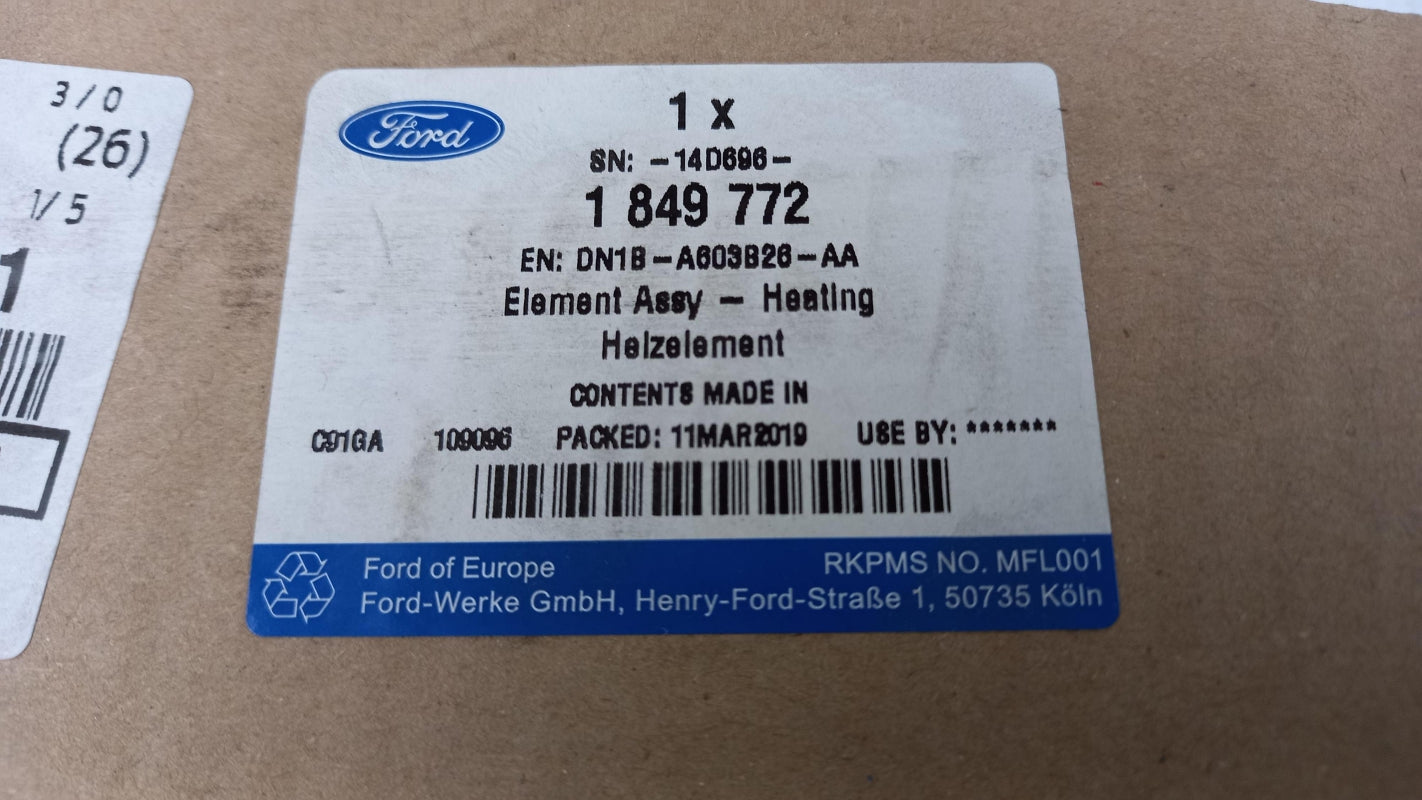 3 / 0
(26)
1/ 5
1
Ford
1 x
SN: -14D696-
1 849 772
EN: DN1B-A603B26-AA
Element Assy - Heating
Heizelement
CONTENTS MADE IN
C91GA 109096 PACKED: 11MAR2019 USE BY: *******
Ford of Europe RKPMS NO. MFL001
Ford-Werke GmbH, Henry-Ford-Straße 1, 50735 Köln